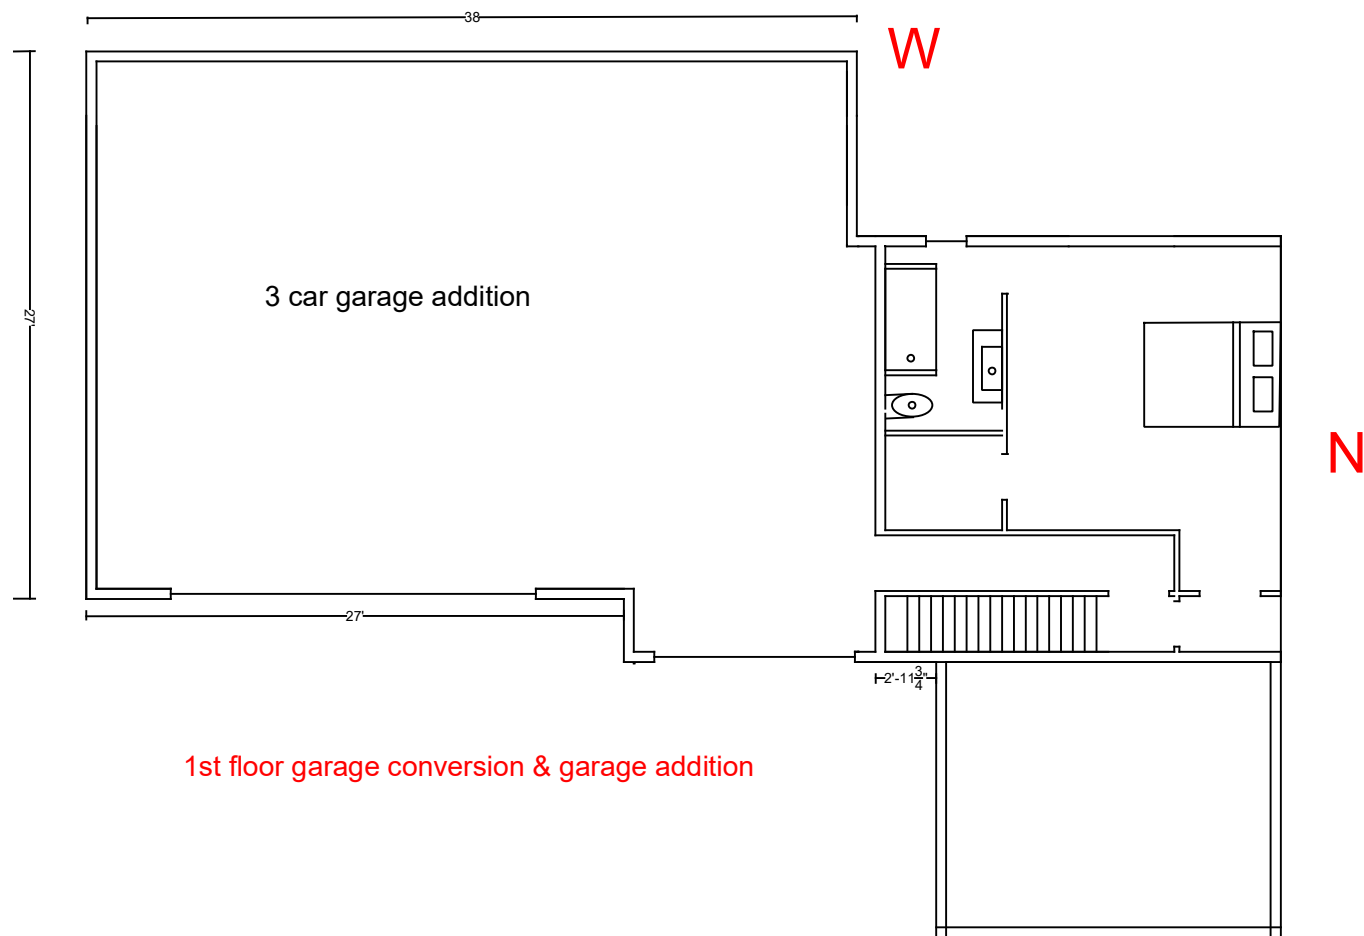 38
W
27'
3 car garage addition
N
27'
2'-11 3/4"
1st floor garage conversion & garage addition